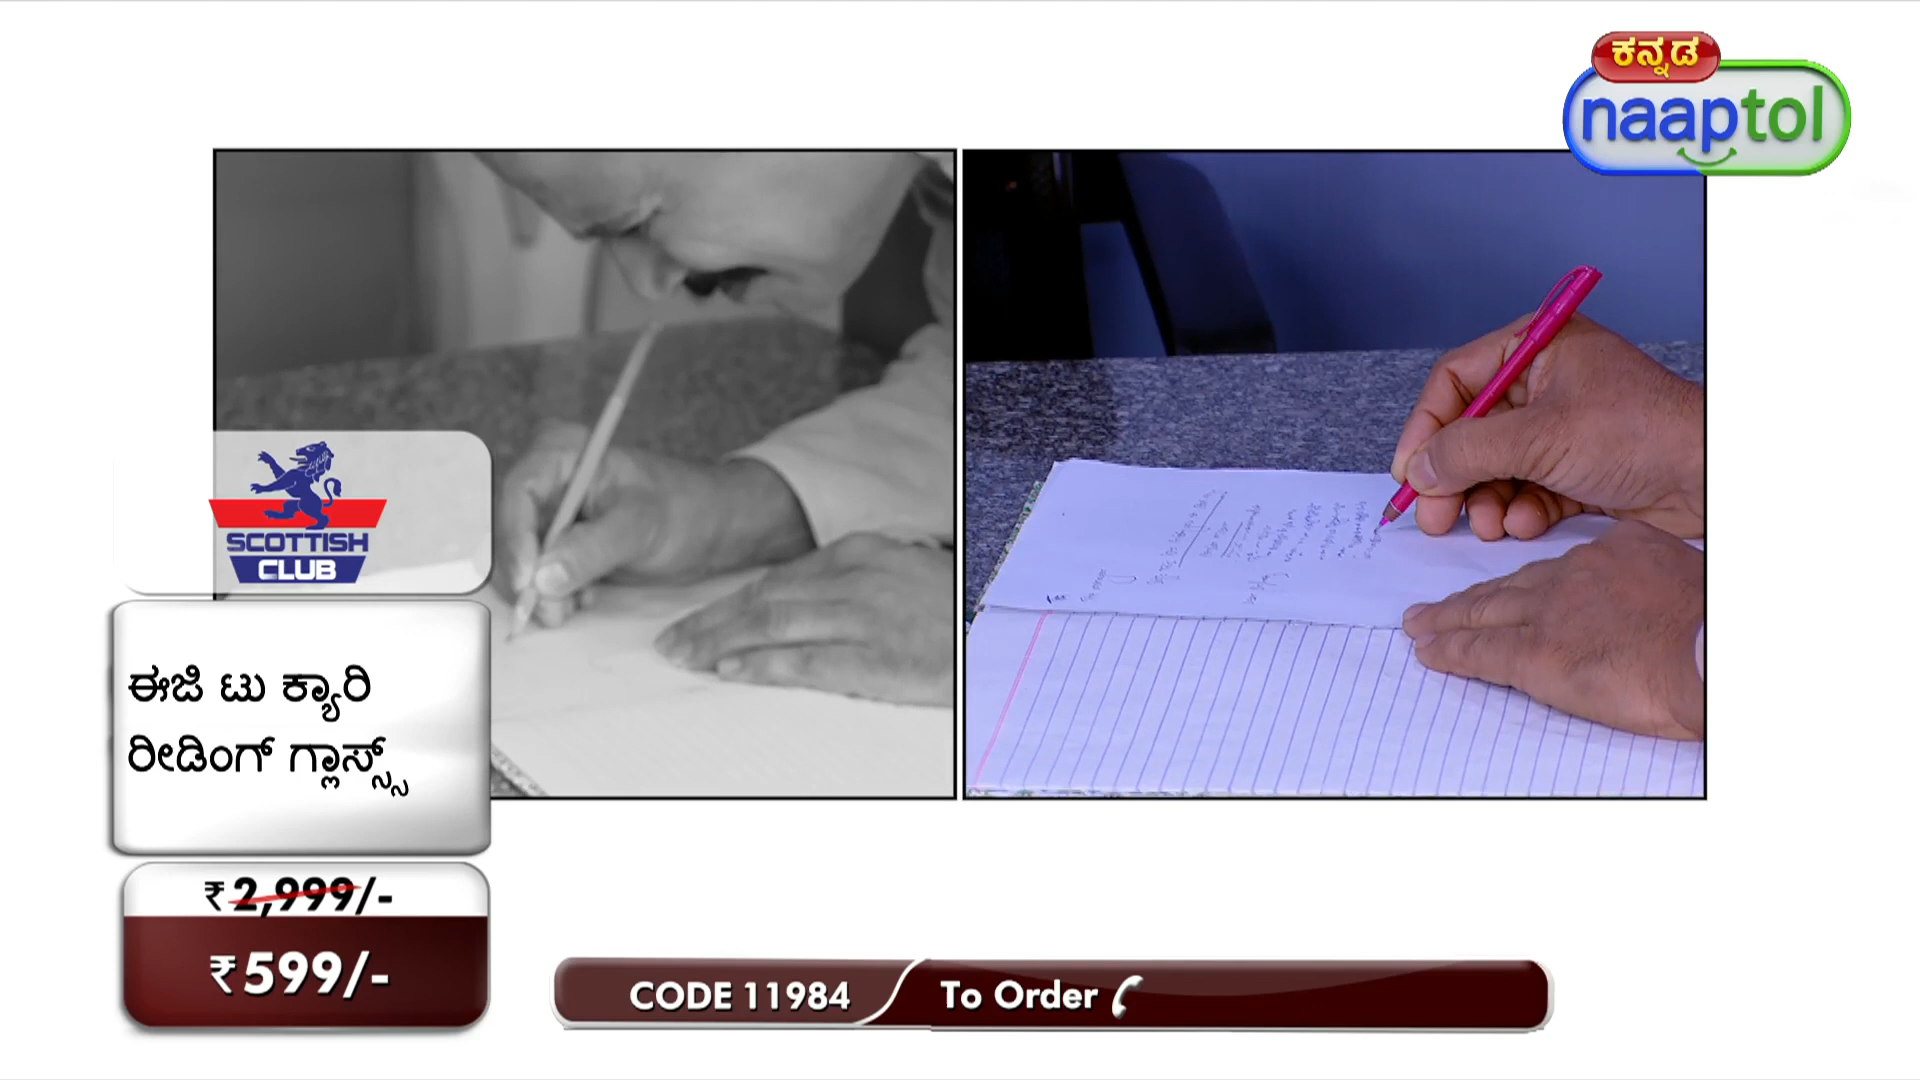 ಕನ್ನಡ
naaptol
SCOTTISH
CLUB
ಈಜಿ ಟು ಕ್ಯಾರಿ
ರೀಡಿಂಗ್ ಗ್ಲಾಸ್ಸ್
₹2,999/-
₹599/-
CODE 11984
To Order